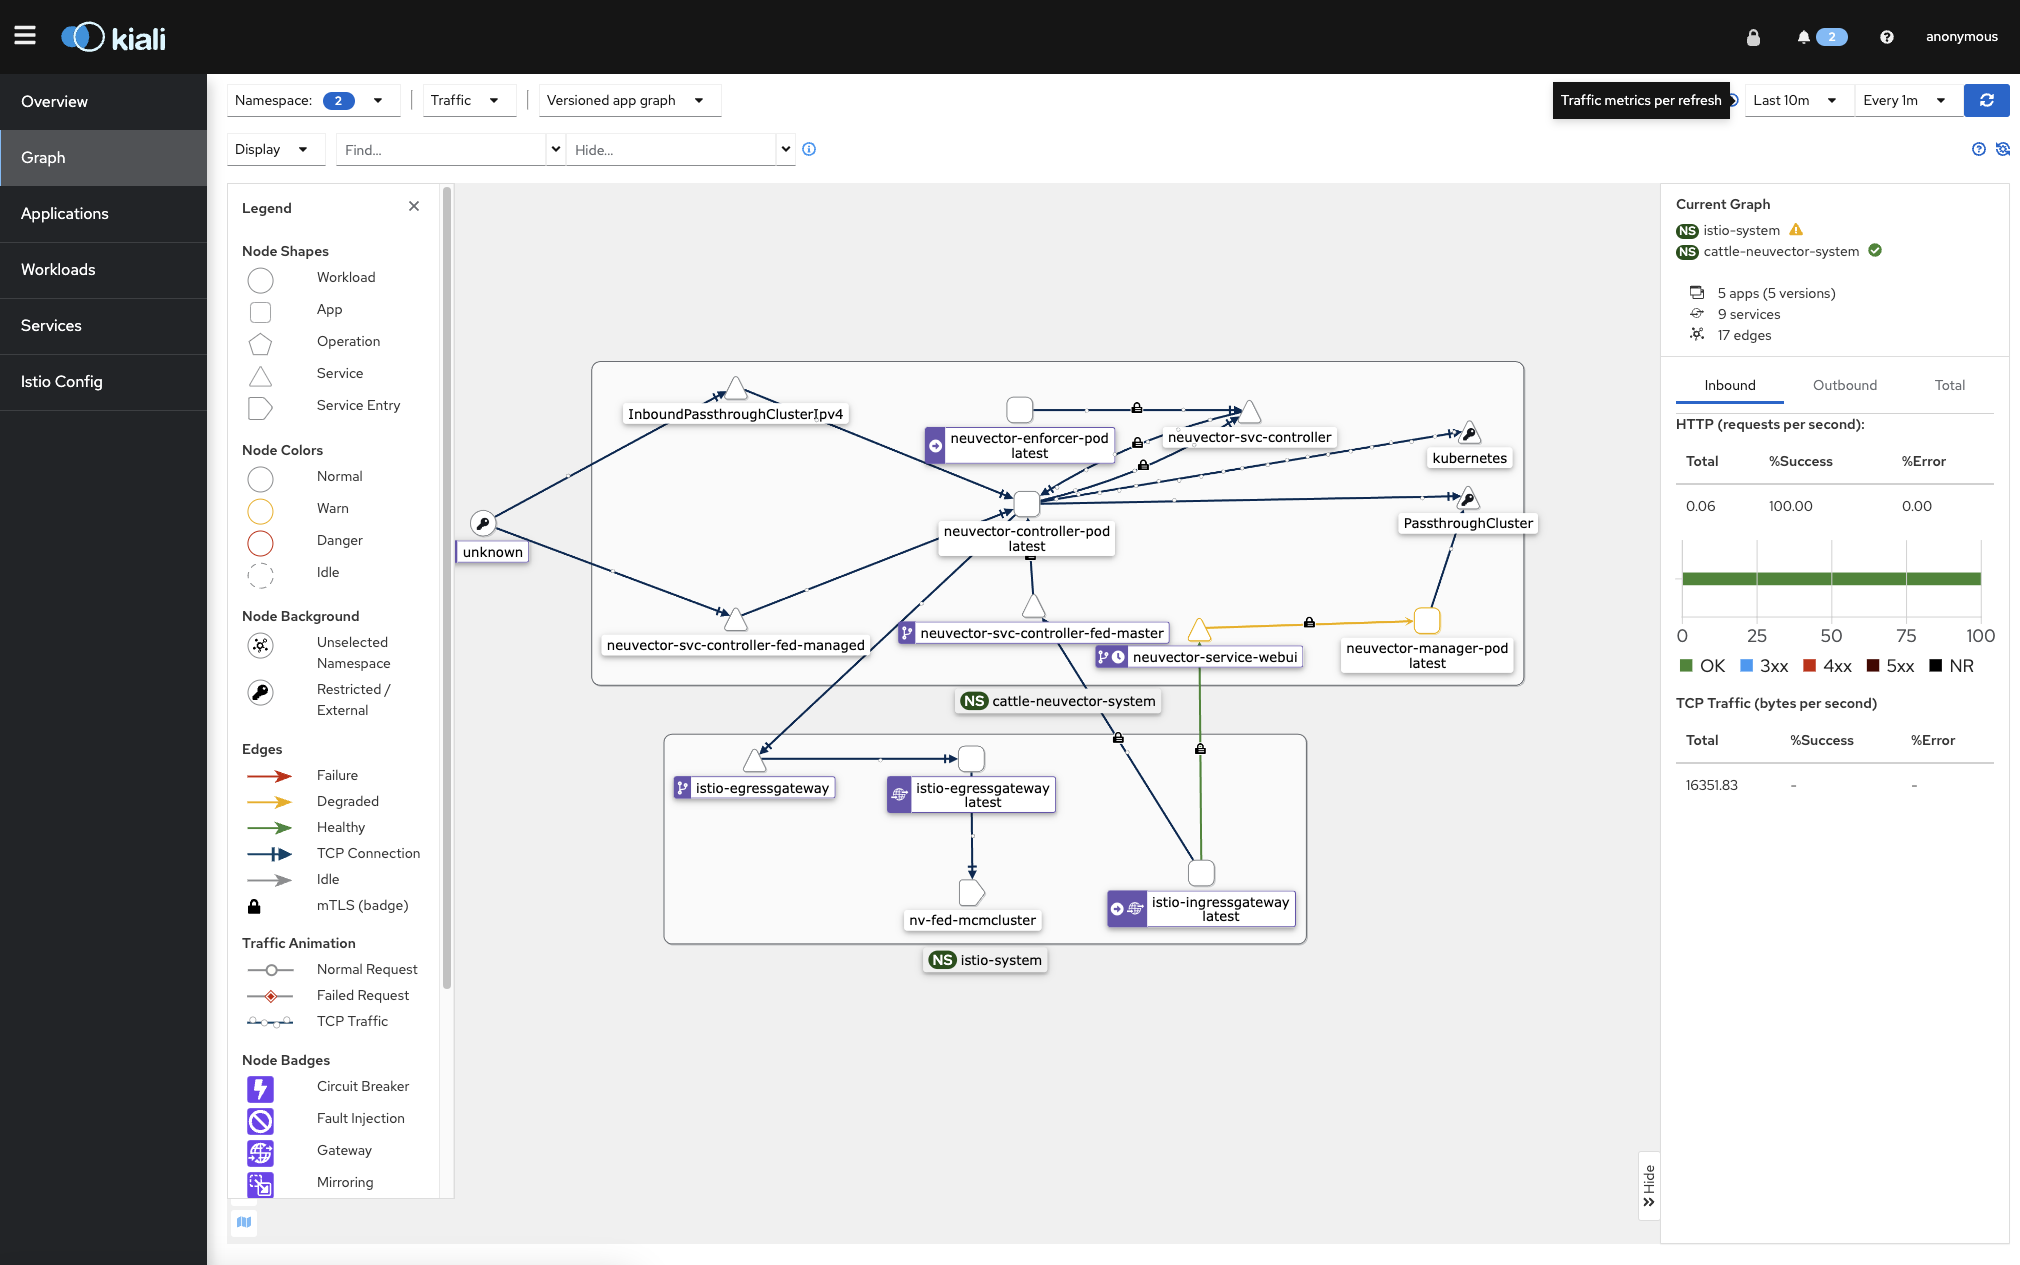 kiali
2
anonymous
Overview
Graph
Applications
Workloads
Services
Istio Config
Namespace: 2
Traffic
Versioned app graph
Traffic metrics per refresh
Last 10m
Every 1m
Display
Find...
Hide...
Legend
Node Shapes
Workload
App
Operation
Service
Service Entry
Node Colors
Normal
Warn
Danger
Idle
Node Background
Unselected
Namespace
Restricted /
External
Edges
Failure
Degraded
Healthy
TCP Connection
Idle
mTLS (badge)
Traffic Animation
Normal Request
Failed Request
TCP Traffic
Node Badges
Circuit Breaker
Fault Injection
Gateway
Mirroring
InboundPassthroughClusterIpv4
neuvector-enforcer-pod
latest
neuvector-svc-controller
kubernetes
unknown
neuvector-controller-pod
latest
PassthroughCluster
neuvector-svc-controller-fed-managed
neuvector-svc-controller-fed-master
neuvector-service-webui
neuvector-manager-pod
latest
NS cattle-neuvector-system
istio-egressgateway
istio-egressgateway
latest
nv-fed-mcmcluster
istio-ingressgateway
latest
NS istio-system
Current Graph
NS istio-system
NS cattle-neuvector-system
5 apps (5 versions)
9 services
17 edges
Inbound Outbound Total
HTTP (requests per second):
Total %Success %Error
0.06 100.00 0.00
0 25 50 75 100
OK 3xx 4xx 5xx NR
TCP Traffic (bytes per second)
Total %Success %Error
16351.83 - -
Hide